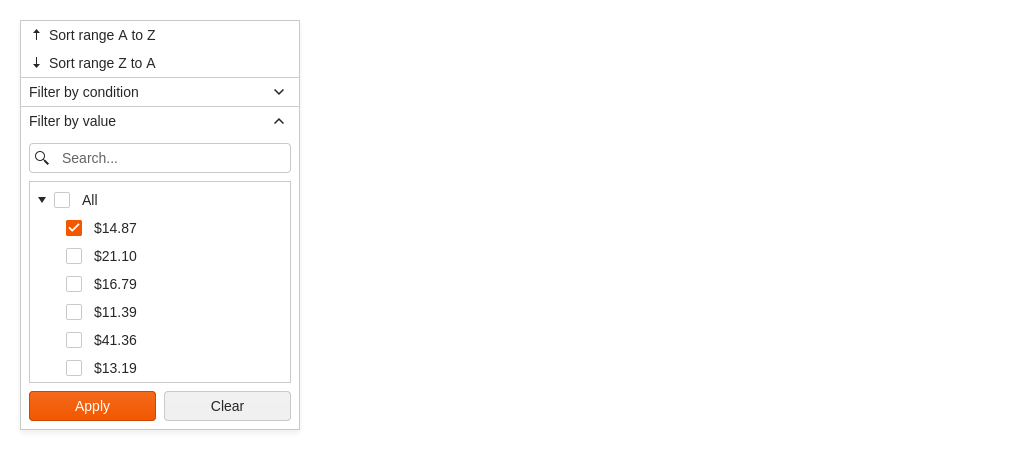 Sort range A to Z
Sort range Z to A
Filter by condition
Filter by value
Search...
All
$14.87
$21.10
$16.79
$11.39
$41.36
$13.19
Apply
Clear